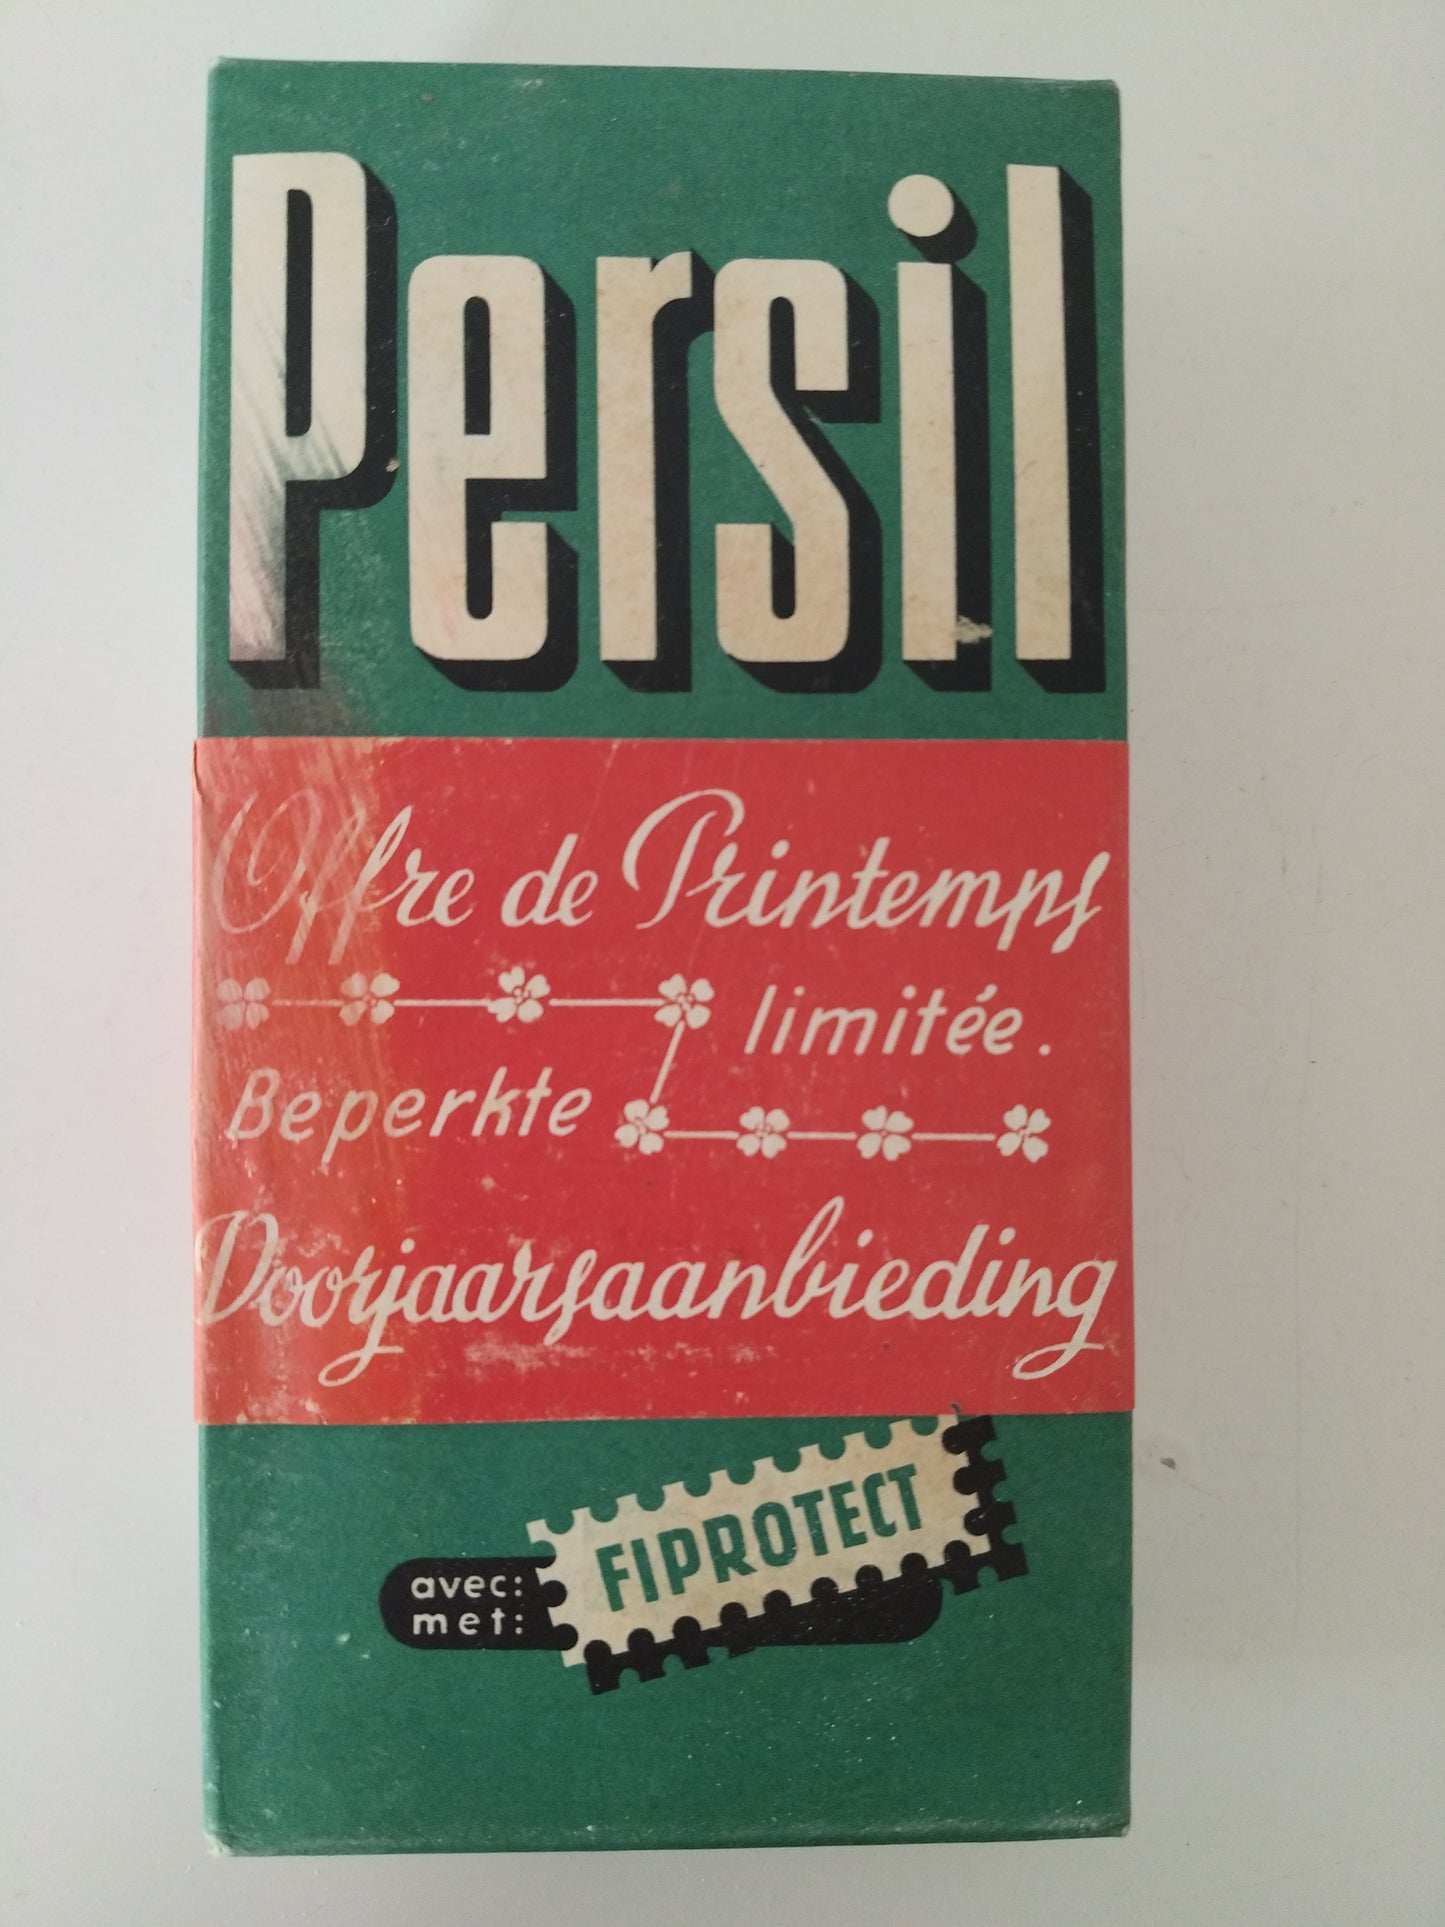 Persil
Offre de Printemps
limitée.
Beperkte
Voorjaarsaanbieding
avec:
met:
FIPROTECT